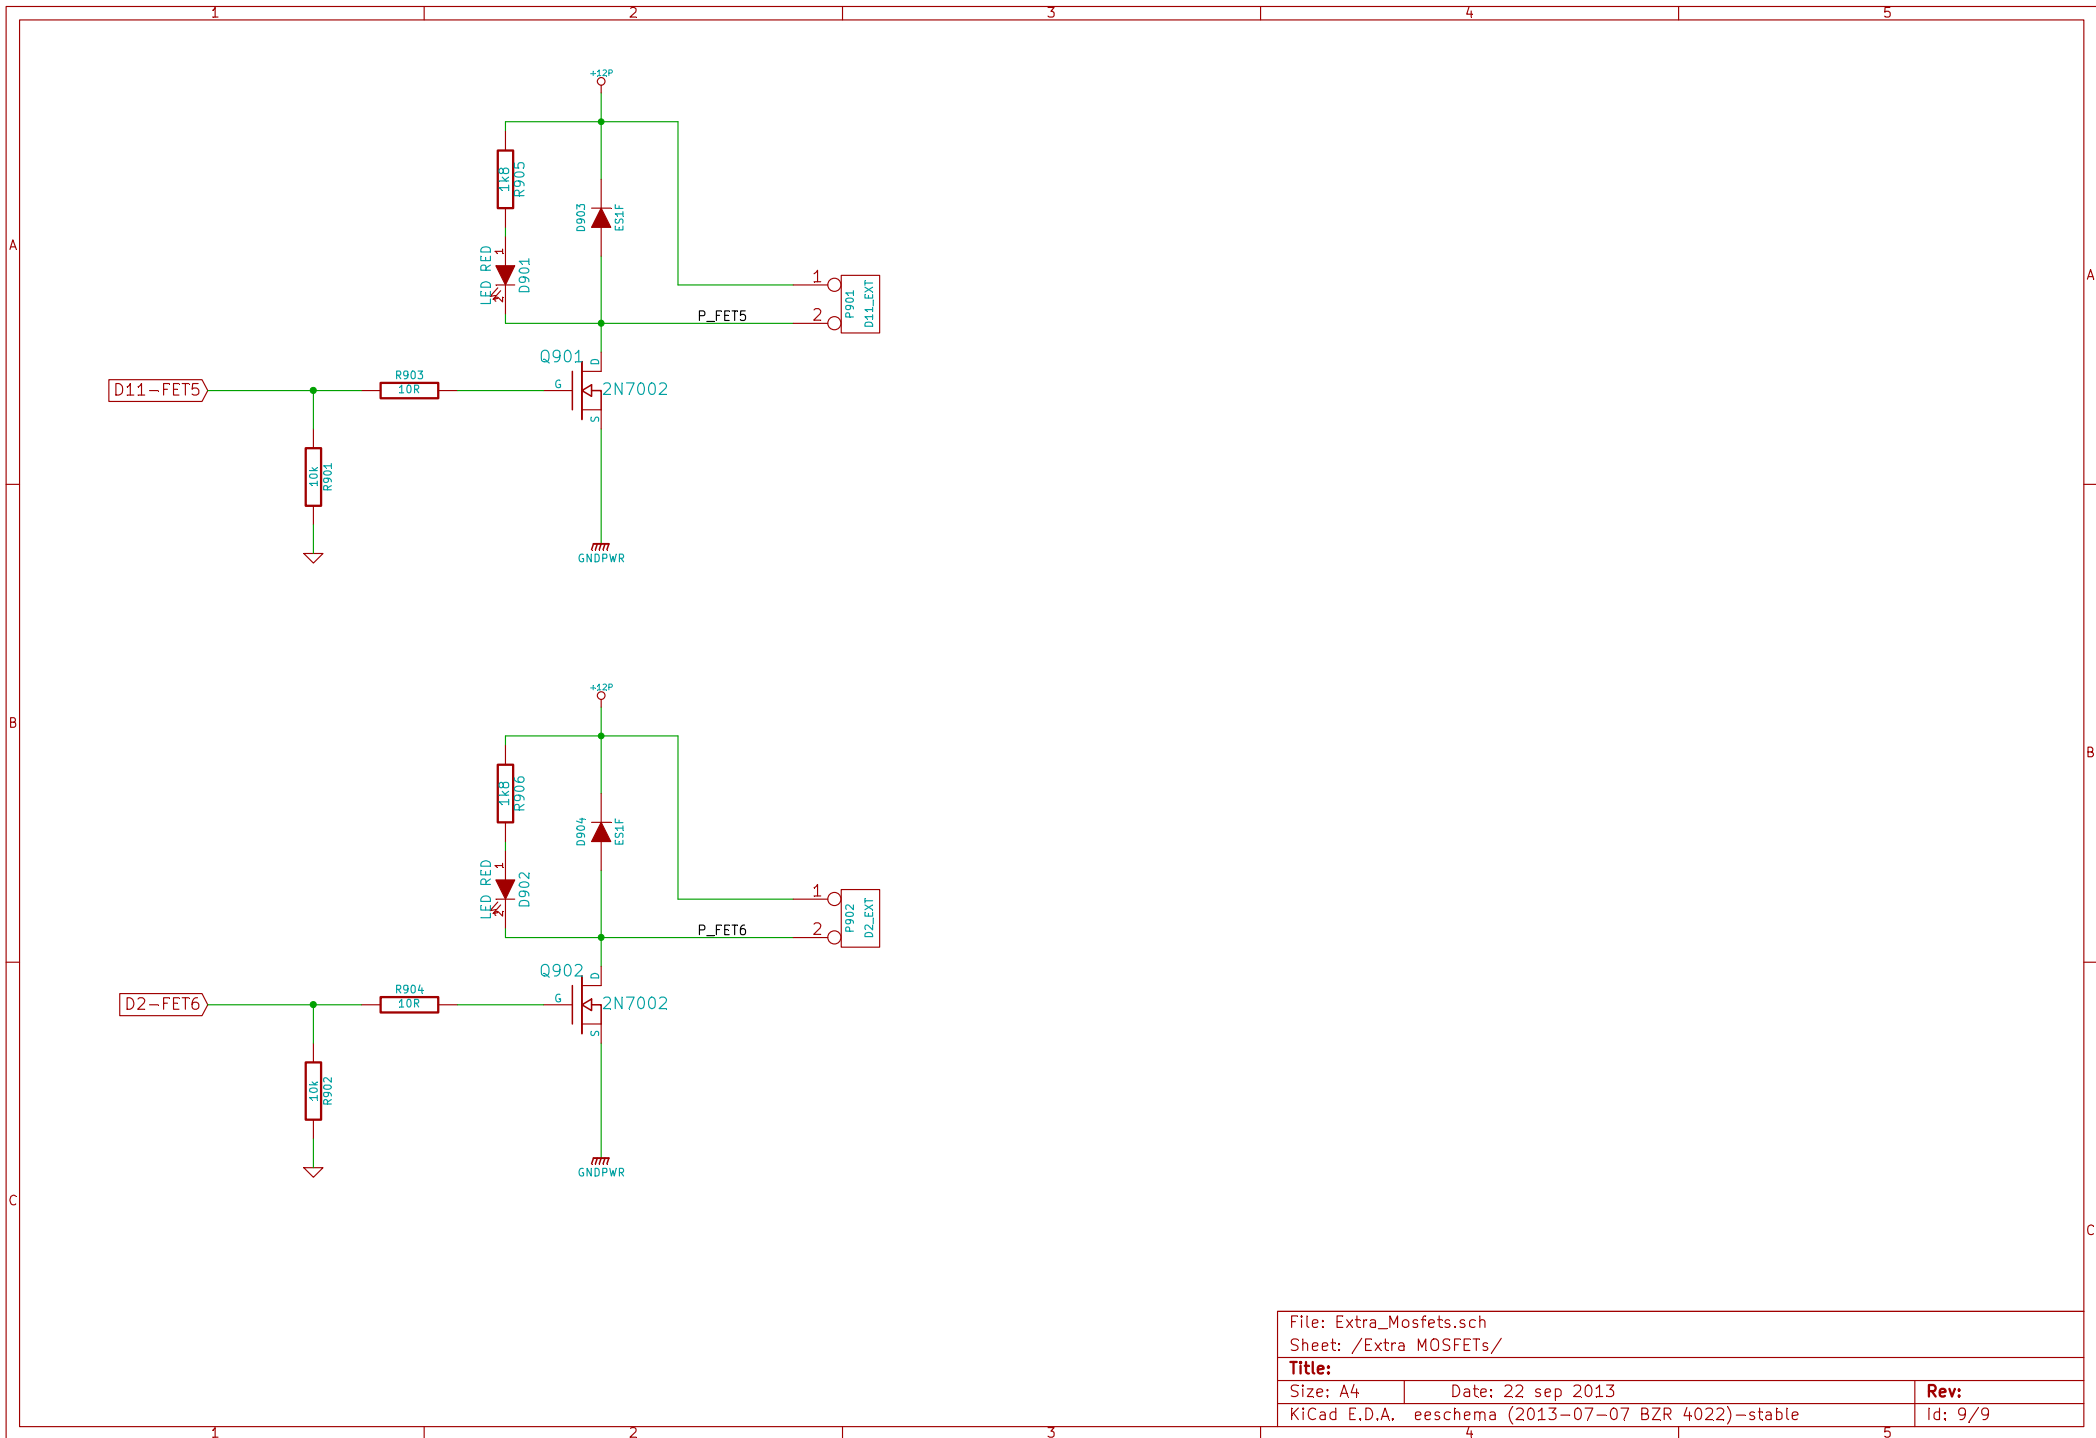 1 2 3 4 5
A
A
B
B
C
C
+12P
1k8
R905
D903
ES1F
LED RED
1
2
D901
1
2
P901
D11_EXT
P_FET5
Q901
D
G
S
2N7002
D11-FET5
R903
10R
10k
R901
GNDPWR
+12P
1k8
R906
D904
ES1F
LED RED
1
2
D902
1
2
P902
D2_EXT
P_FET6
Q902
D
G
S
2N7002
D2-FET6
R904
10R
10k
R902
GNDPWR
File: Extra_Mosfets.sch
Sheet: /Extra MOSFETs/
Title:
Size: A4 Date: 22 sep 2013 Rev:
KiCad E.D.A. eeschema (2013-07-07 BZR 4022)-stable Id: 9/9
1 2 3 4 5